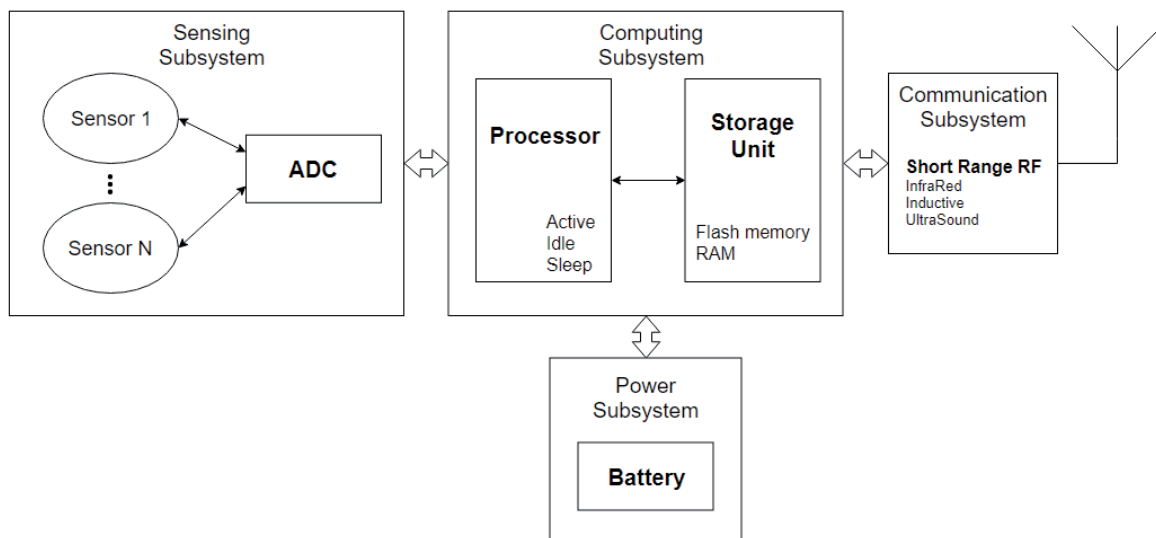 Sensing
Subsystem
Sensor 1
Sensor N
ADC
Computing
Subsystem
Processor
Active
Idle
Sleep
Storage
Unit
Flash memory
RAM
Communication
Subsystem
Short Range RF
InfraRed
Inductive
UltraSound
Power
Subsystem
Battery